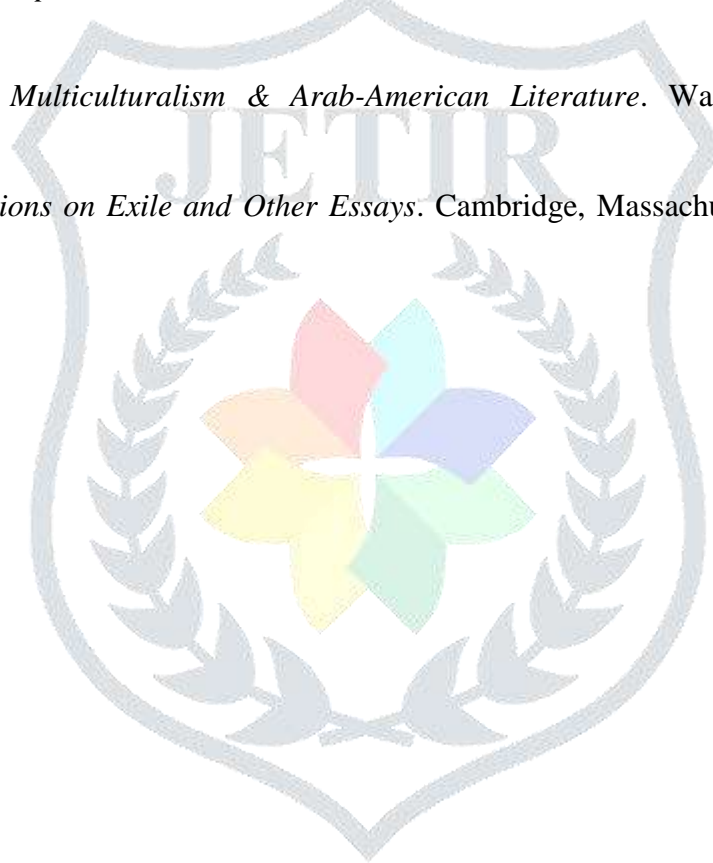 Multiculturalism & Arab-American Literature. Wa
JETIR
ions on Exile and Other Essays. Cambridge, Massachu